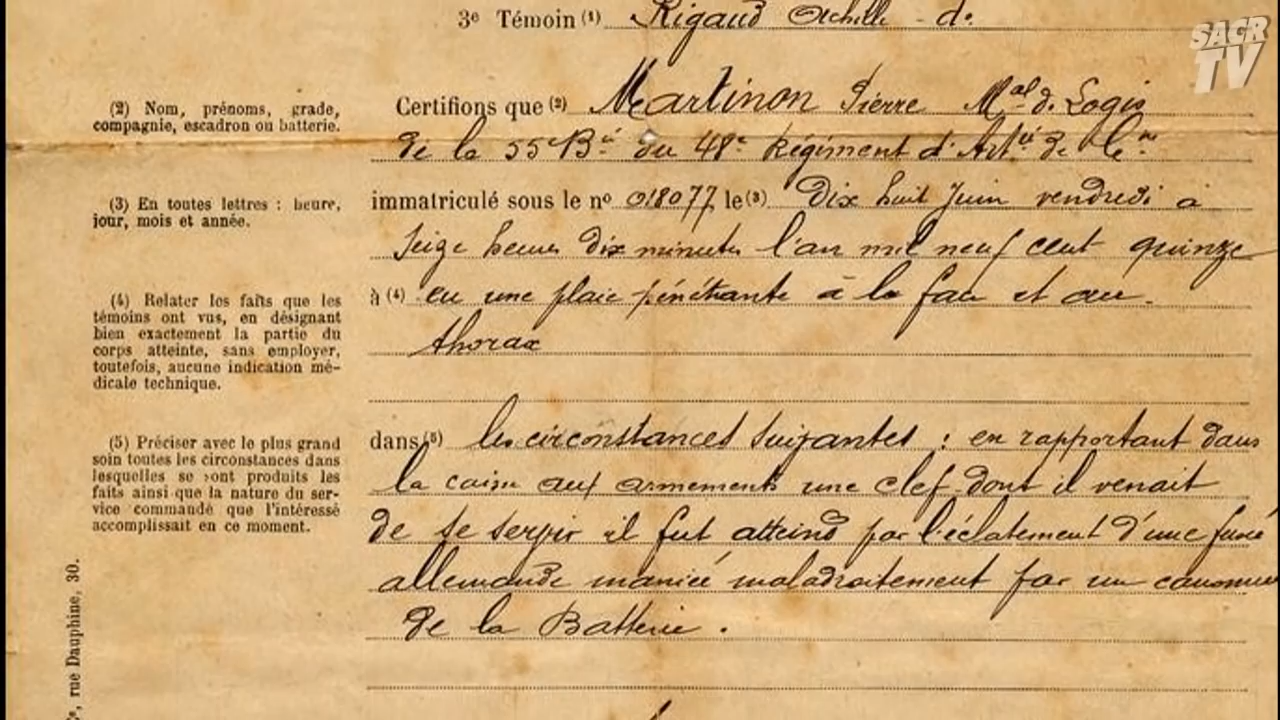 3e Témoin (1) Rigaud Achille do
SACR
TV
(2) Nom, prénoms, grade,
compagnie, escadron ou batterie.
Certifions que (2) Martinon Pierre Mal d. Logis
de la 55 Bie du 48e Régiment d'Artie de
(3) En toutes lettres : heure,
jour, mois et année.
immatriculé sous le no 018077, le (3) Dix huit Juin vendredi a
Seize heures dix minutes l'an mil neuf cent quinze
(4) Relater les faits que les
témoins ont vus, en désignant
bien exactement la partie du
corps atteinte, sans employer,
toutefois, aucune indication mé-
dicale technique.
à (4) eu une plaie pénétrante à la face et au.
thorax
(5) Préciser avec le plus grand
soin toutes les circonstances dans
lesquelles se sont produits les
faits ainsi que la nature du ser-
vice commandé que l'intéressé
accomplissait en ce moment.
dans (5) les circonstances suivantes : en rapportant dans
la caisse aux armements une clef dont il venait
de se servir il fut atteind par l'éclatement d'une fusée
allemande maniée maladroitement par un canonnier
de la Batterie.
rue Dauphine, 30.